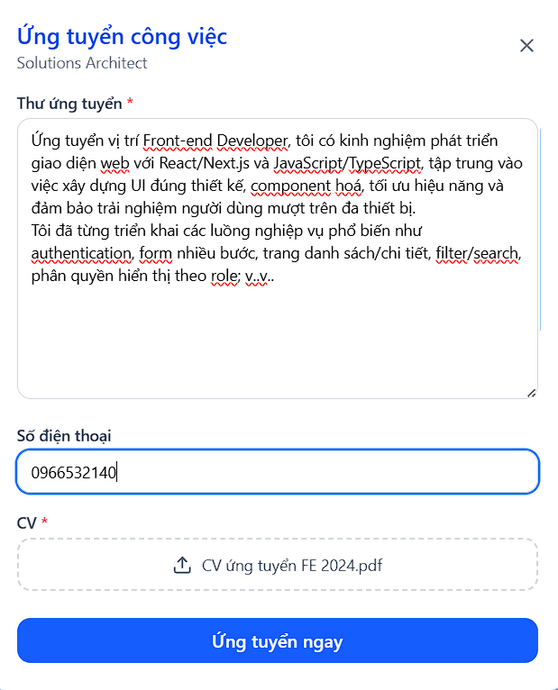 Ứng tuyển công việc
Solutions Architect
Thư ứng tuyển *
Ứng tuyển vị trí Front-end Developer, tôi có kinh nghiệm phát triển
giao diện web với React/Next.js và JavaScript/TypeScript, tập trung vào
việc xây dựng UI đúng thiết kế, component hoá, tối ưu hiệu năng và
đảm bảo trải nghiệm người dùng mượt trên đa thiết bị.
Tôi đã từng triển khai các luồng nghiệp vụ phổ biến như
authentication, form nhiều bước, trang danh sách/chi tiết, filter/search,
phân quyền hiển thị theo role; v..v..
Số điện thoại
0966532140
CV *
CV ứng tuyển FE 2024.pdf
Ứng tuyển ngay